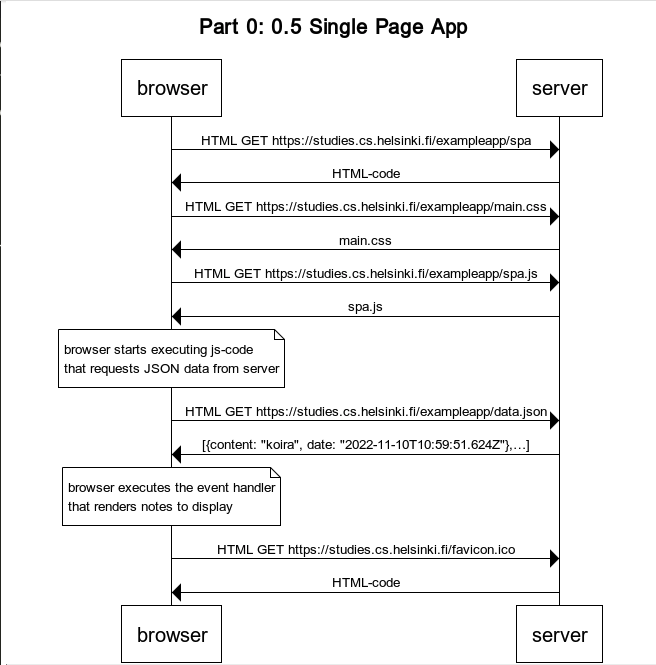 Part 0: 0.5 Single Page App
browser
server
HTML GET https://studies.cs.helsinki.fi/exampleapp/spa
HTML-code
HTML GET https://studies.cs.helsinki.fi/exampleapp/main.css
main.css
HTML GET https://studies.cs.helsinki.fi/exampleapp/spa.js
spa.js
browser starts executing js-code
that requests JSON data from server
HTML GET https://studies.cs.helsinki.fi/exampleapp/data.json
[{content: "koira", date: "2022-11-10T10:59:51.624Z"},...]
browser executes the event handler
that renders notes to display
HTML GET https://studies.cs.helsinki.fi/favicon.ico
HTML-code
browser
server